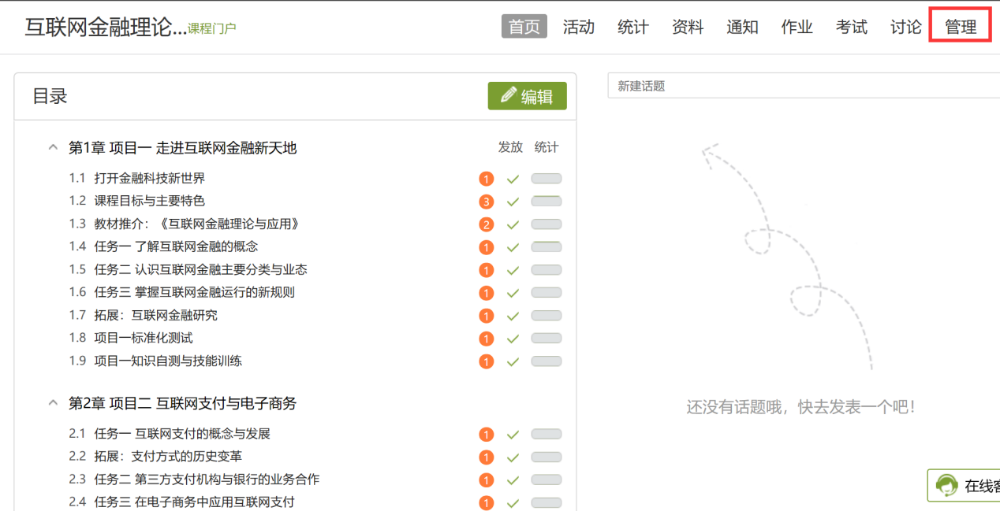 互联网金融理论...课程门户
首页 活动 统计 资料 通知 作业 考试 讨论 管理
目录 编辑
新建话题
第1章 项目一 走进互联网金融新天地 发放 统计
1.1 打开金融科技新世界 1
1.2 课程目标与主要特色 3
1.3 教材推介：《互联网金融理论与应用》 2
1.4 任务一 了解互联网金融的概念 1
1.5 任务二 认识互联网金融主要分类与业态 1
1.6 任务三 掌握互联网金融运行的新规则 1
1.7 拓展：互联网金融研究 1
1.8 项目一标准化测试 1
1.9 项目一知识自测与技能训练 1
第2章 项目二 互联网支付与电子商务
2.1 任务一 互联网支付的概念与发展 1
2.2 拓展：支付方式的历史变革 1
2.3 任务二 第三方支付机构与银行的业务合作 1
2.4 任务三 在电子商务中应用互联网支付 1
还没有话题哦，快去发表一个吧！
在线客